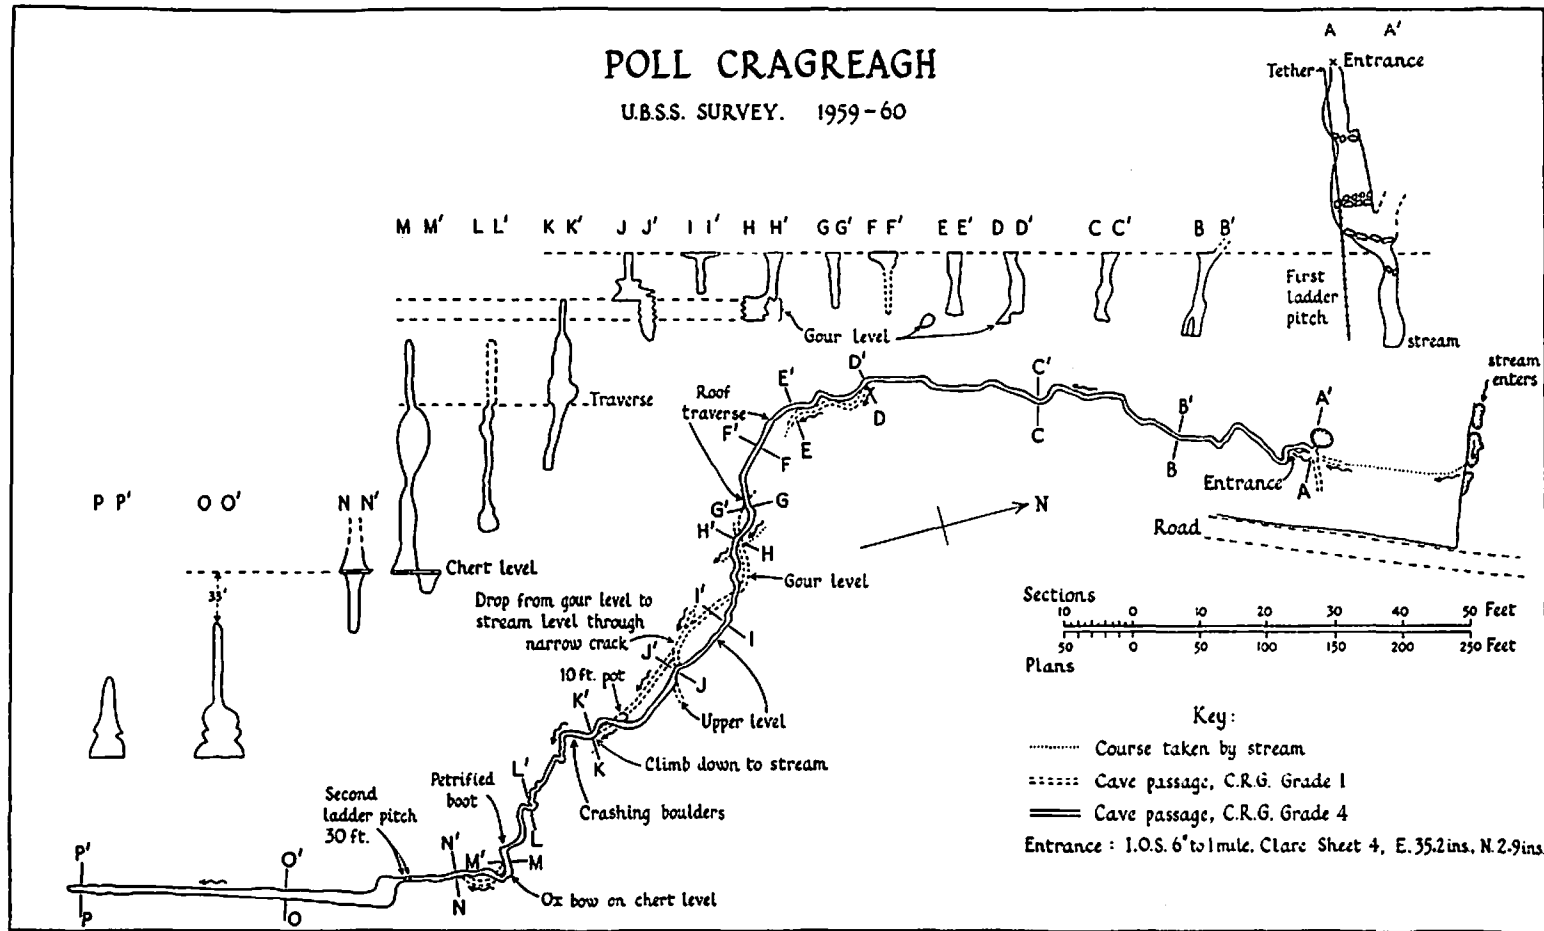 POLL CRAGREAGH
U.B.S.S. SURVEY. 1959-60
A A'
Tether
Entrance
First
ladder
pitch
stream
M M' L L' K K' J J' I I' H H' G G' F F' E E' D D' C C' B B'
Gour level
Traverse
P P' O O' N N'
Chert level
33'
stream
enters
Roof
traverse
D'
D
E'
E
F'
F
C'
C
B'
B
A'
A
Entrance
Road
G'
G
H'
H
N
Gour level
Drop from gour level to
stream level through
narrow crack
I'
I
J'
J
10 ft. pot
K'
K
Upper level
Climb down to stream
Crashing boulders
L'
L
Petrified
boot
Second
ladder pitch
30 ft.
M'
M
N'
N
Ox bow on chert level
O'
O
P'
P
Sections
10 0 10 20 30 40 50 Feet
50 0 50 100 150 200 250 Feet
Plans
Key:
Course taken by stream
Cave passage, C.R.G. Grade 1
Cave passage, C.R.G. Grade 4
Entrance : I.O.S. 6" to 1 mile. Clare Sheet 4, E. 35.2 ins, N. 2.9 ins.